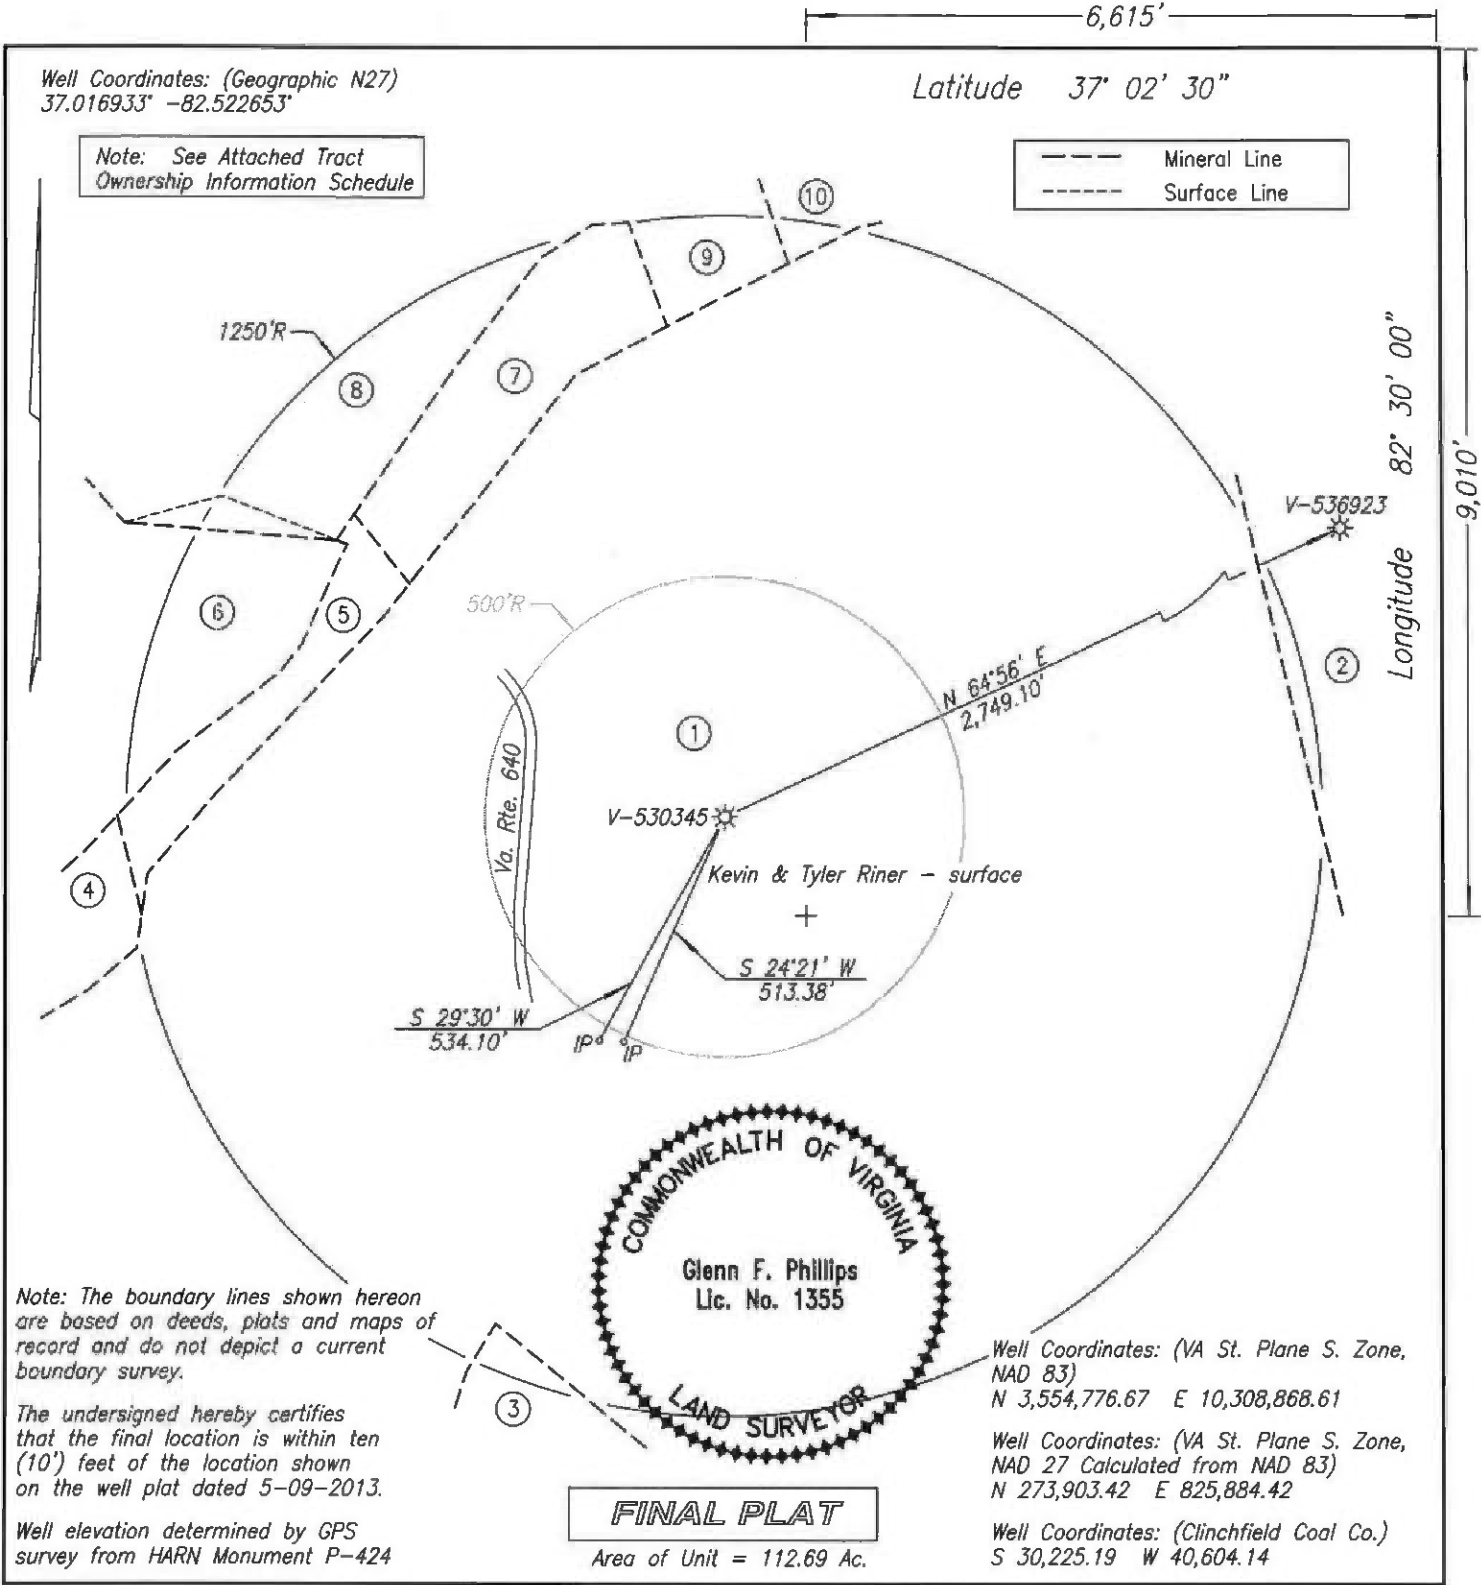 6,615'
Well Coordinates: (Geographic N27)
37.016933° -82.522653°
Latitude 37° 02' 30"
Note: See Attached Tract
Ownership Information Schedule
Mineral Line
Surface Line
10
9
1250'R
8
7
Longitude 82° 30' 00"
9,010'
V-536923
500'R
6
5
2
N 64°56' E
2,749.10'
1
Va. Rte. 640
V-530345
Kevin & Tyler Riner - surface
4
S 24°21' W
513.38'
S 29°30' W
534.10'
IP
IP
COMMONWEALTH OF VIRGINIA
Glenn F. Phillips
Lic. No. 1355
LAND SURVEYOR
Note: The boundary lines shown hereon
are based on deeds, plats and maps of
record and do not depict a current
boundary survey.
3
The undersigned hereby certifies
that the final location is within ten
(10') feet of the location shown
on the well plat dated 5-09-2013.
Well elevation determined by GPS
survey from HARN Monument P-424
FINAL PLAT
Area of Unit = 112.69 Ac.
Well Coordinates: (VA St. Plane S. Zone,
NAD 83)
N 3,554,776.67 E 10,308,868.61
Well Coordinates: (VA St. Plane S. Zone,
NAD 27 Calculated from NAD 83)
N 273,903.42 E 825,884.42
Well Coordinates: (Clinchfield Coal Co.)
S 30,225.19 W 40,604.14